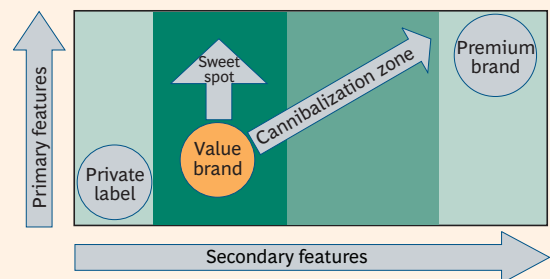 Primary features
Sweet
spot
Cannibalization zone
Premium
brand
Value
brand
Private
label
Secondary features